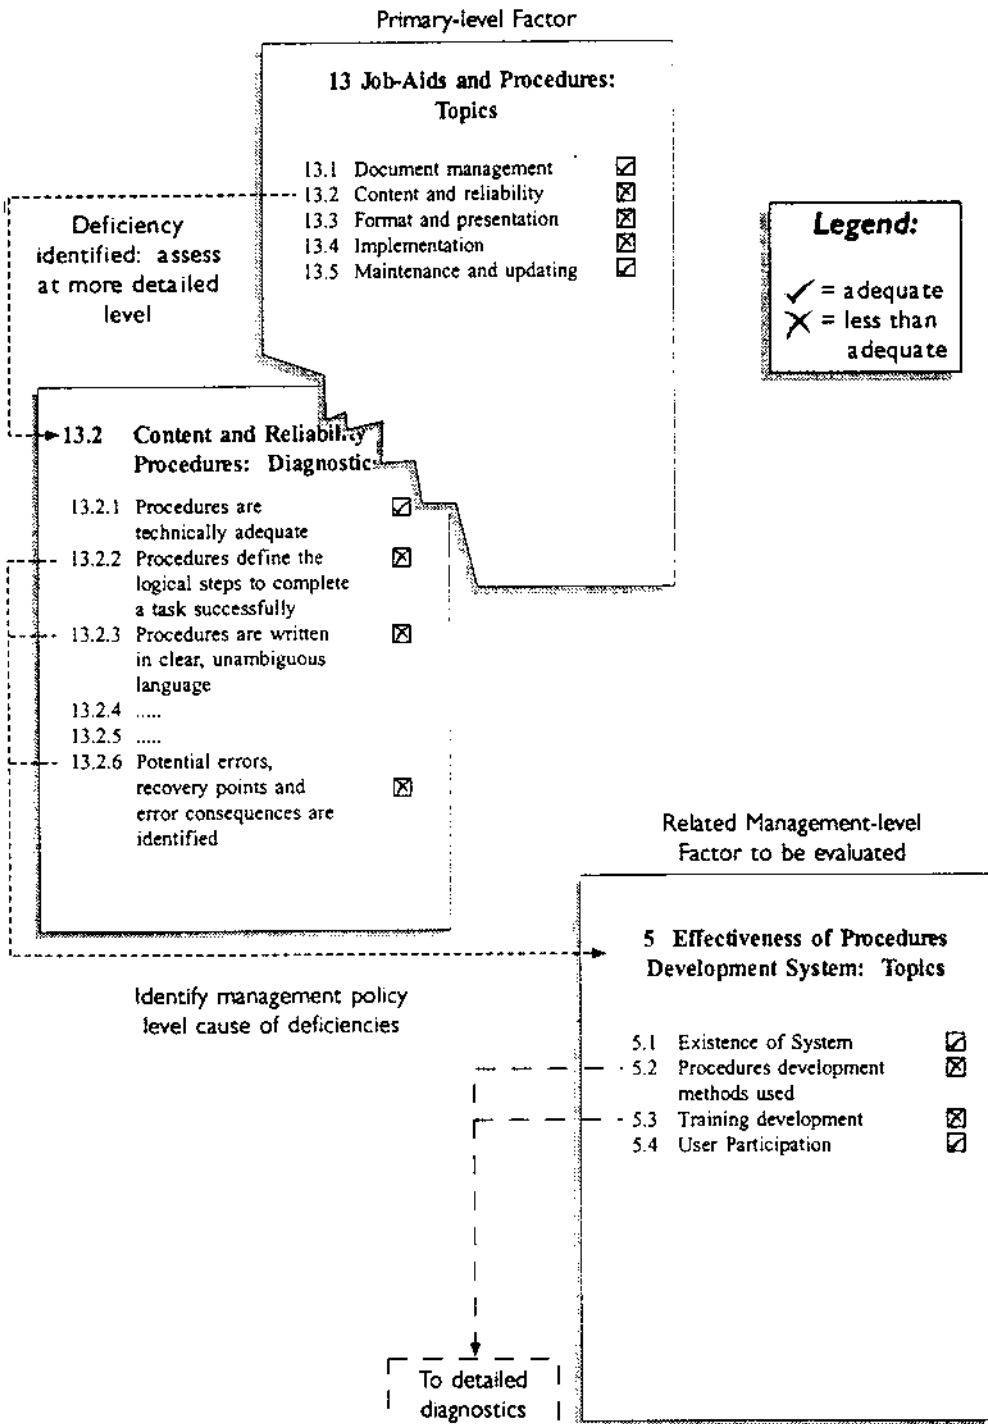 Primary-level Factor
13 Job-Aids and Procedures:
Topics
13.1 Document management
13.2 Content and reliability
13.3 Format and presentation
13.4 Implementation
13.5 Maintenance and updating
Deficiency
identified: assess
at more detailed
level
Legend:
✓ = adequate
✗ = less than
adequate
13.2 Content and Reliability
Procedures: Diagnostics
13.2.1 Procedures are
technically adequate
13.2.2 Procedures define the
logical steps to complete
a task successfully
13.2.3 Procedures are written
in clear, unambiguous
language
13.2.4 .....
13.2.5 .....
13.2.6 Potential errors,
recovery points and
error consequences are
identified
Related Management-level
Factor to be evaluated
5 Effectiveness of Procedures
Development System: Topics
Identify management policy
level cause of deficiencies
5.1 Existence of System
5.2 Procedures development
methods used
5.3 Training development
5.4 User Participation
To detailed
diagnostics